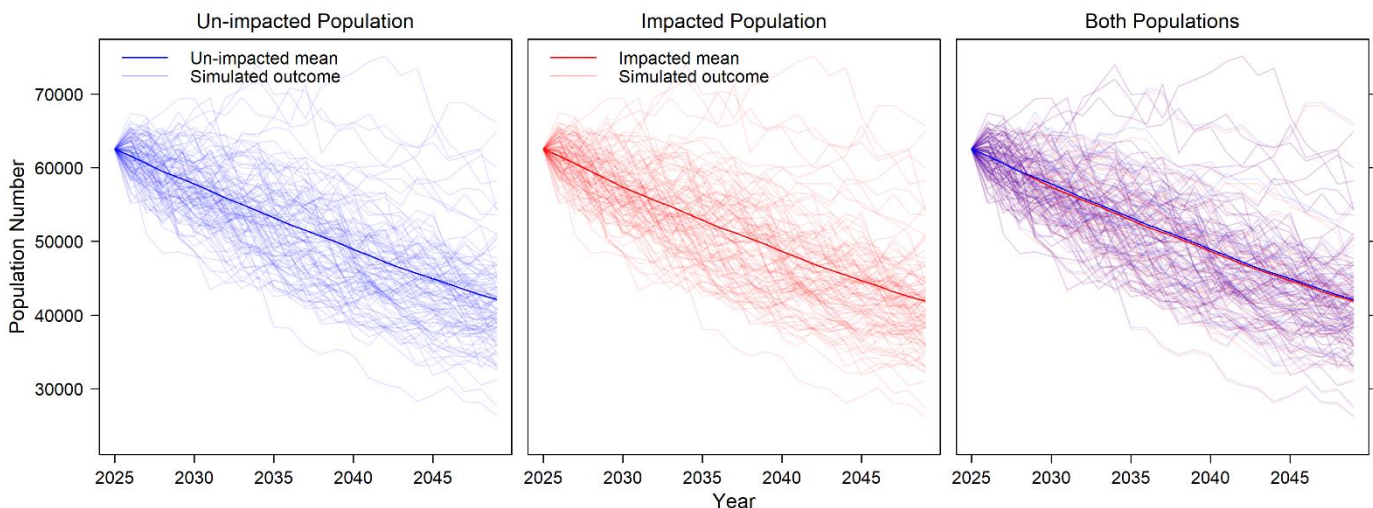 Un-impacted Population
Impacted Population
Both Populations
Un-impacted mean
Simulated outcome
Impacted mean
Simulated outcome
Population Number
70000
60000
50000
40000
30000
2025 2030 2035 2040 2045
2025 2030 2035 2040 2045
2025 2030 2035 2040 2045
Year